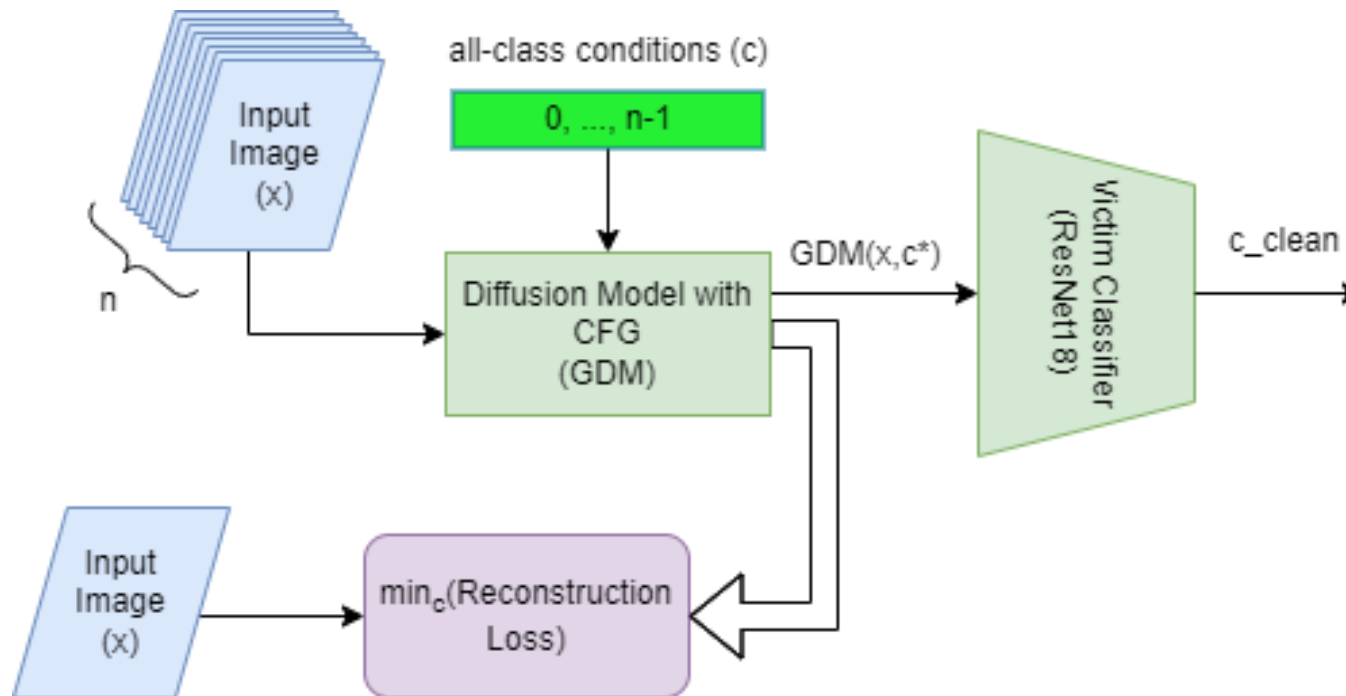 all-class conditions (c)
0, ..., n-1
Input
Image
(x)
n
Diffusion Model with
CFG
(GDM)
GDM(x,c*)
Victim Classifier
(ResNet18)
c_clean
Input
Image
(x)
min_c(Reconstruction
Loss)